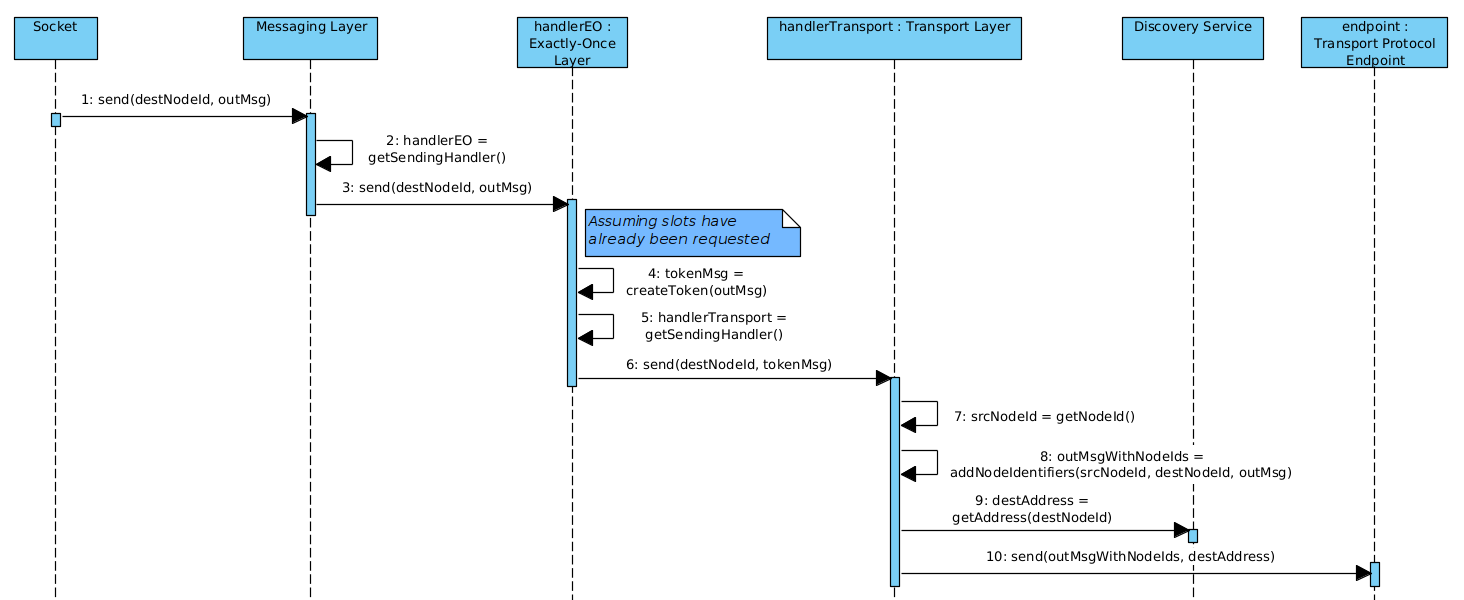 Socket
Messaging Layer
handlerEO :
Exactly-Once
Layer
handlerTransport : Transport Layer
Discovery Service
endpoint :
Transport Protocol
Endpoint
1: send(destNodeId, outMsg)
2: handlerEO =
getSendingHandler()
3: send(destNodeId, outMsg)
Assuming slots have
already been requested
4: tokenMsg =
createToken(outMsg)
5: handlerTransport =
getSendingHandler()
6: send(destNodeId, tokenMsg)
7: srcNodeId = getNodeId()
8: outMsgWithNodeIds =
addNodeIdentifiers(srcNodeId, destNodeId, outMsg)
9: destAddress =
getAddress(destNodeId)
10: send(outMsgWithNodeIds, destAddress)